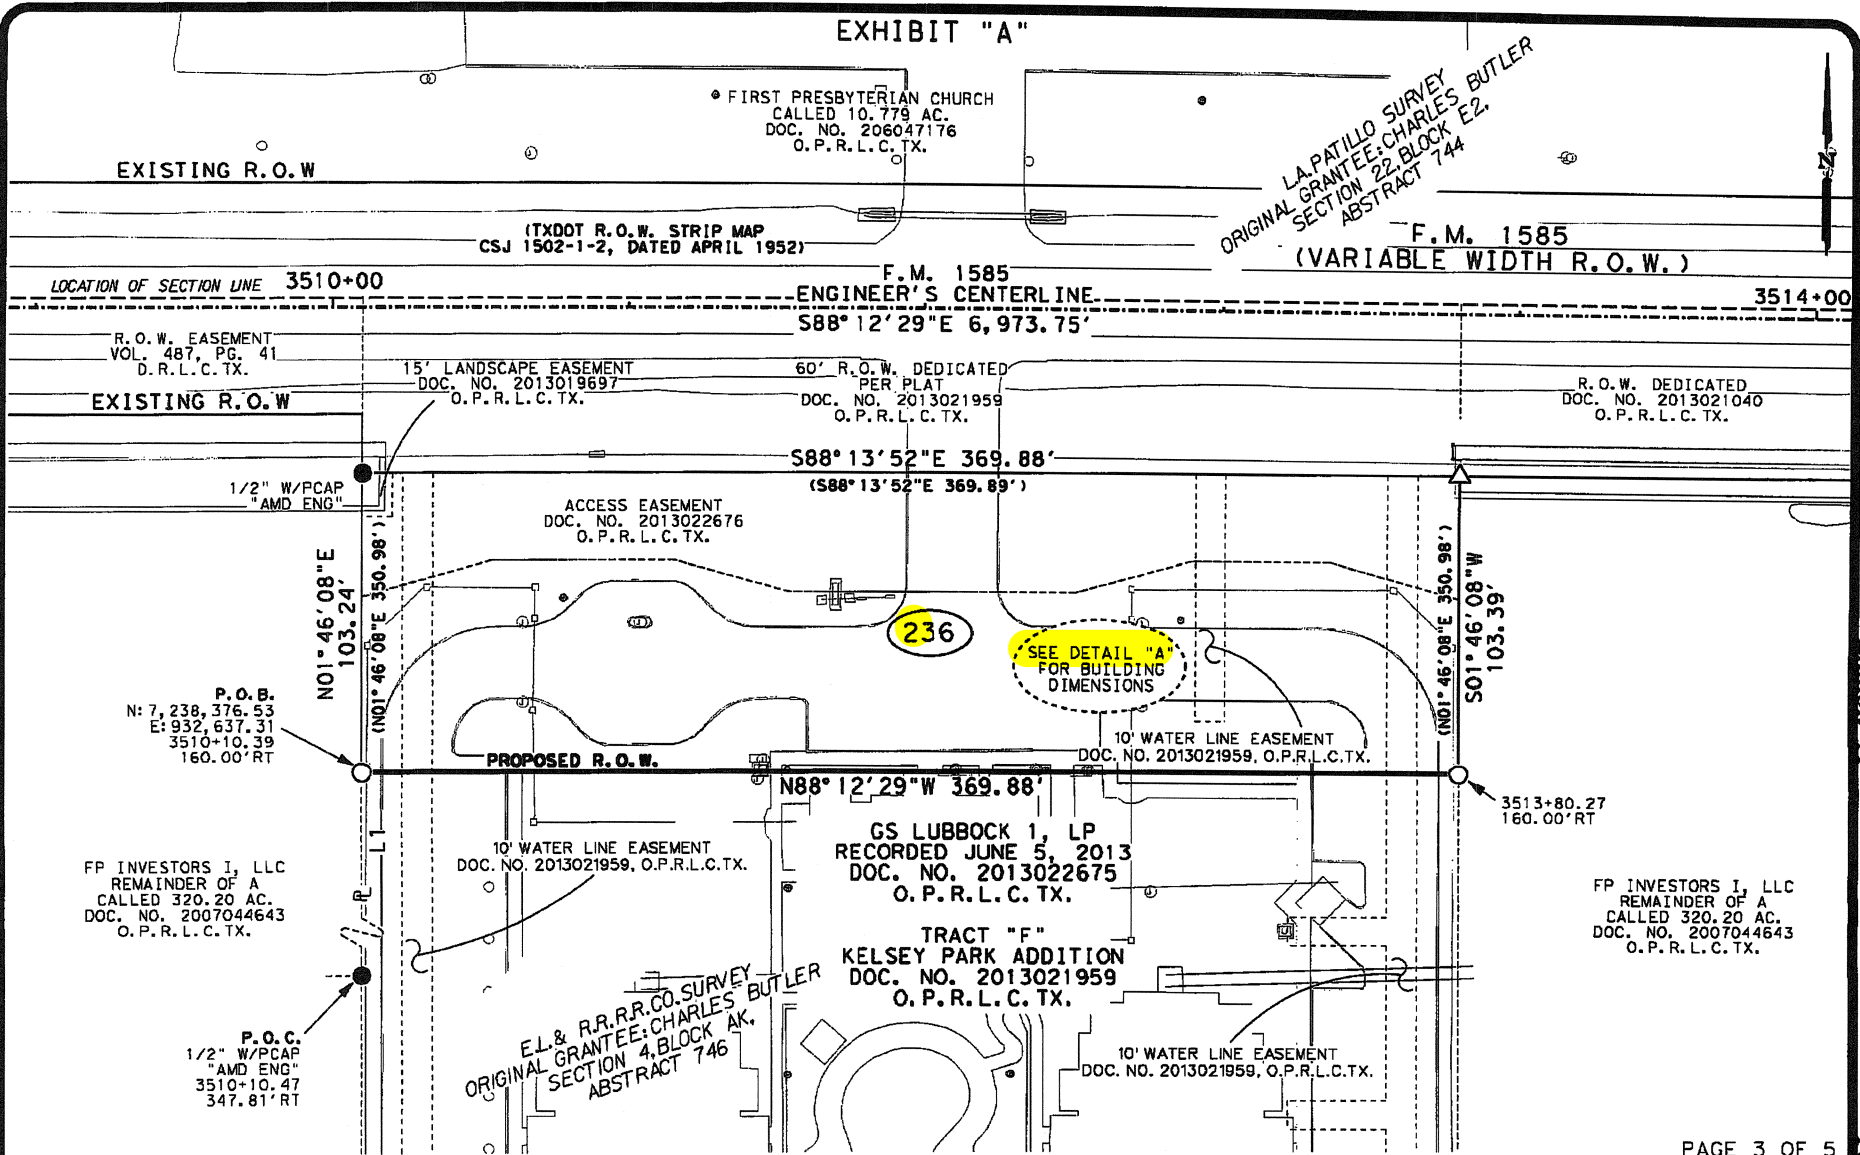 EXHIBIT "A"
FIRST PRESBYTERIAN CHURCH
CALLED 10.779 AC.
DOC. NO. 206047176
O.P.R.L.C.TX.
L.A.PATILLO SURVEY
ORIGINAL GRANTEE:CHARLES BUTLER
SECTION 22,BLOCK E2,
ABSTRACT 744
N
EXISTING R.O.W
(TXDOT R.O.W. STRIP MAP
CSJ 1502-1-2, DATED APRIL 1952)
F.M. 1585
(VARIABLE WIDTH R.O.W.)
LOCATION OF SECTION LINE
3510+00
F.M. 1585
ENGINEER'S CENTERLINE
S88°12'29"E 6,973.75'
3514+00
R.O.W. EASEMENT
VOL. 487, PG. 41
D.R.L.C.TX.
EXISTING R.O.W
15' LANDSCAPE EASEMENT
DOC. NO. 2013019697
O.P.R.L.C.TX.
60' R.O.W. DEDICATED
PER PLAT
DOC. NO. 2013021959
O.P.R.L.C.TX.
R.O.W. DEDICATED
DOC. NO. 2013021040
O.P.R.L.C.TX.
S88°13'52"E 369.88'
(S88°13'52"E 369.89')
1/2" W/PCAP
"AMD ENG"
ACCESS EASEMENT
DOC. NO. 2013022676
O.P.R.L.C.TX.
N01°46'08"E
103.24'
(N01°46'08"E 350.98')
(N01°46'08"E 350.98')
S01°46'08"W
103.39'
236
SEE DETAIL "A"
FOR BUILDING
DIMENSIONS
P.O.B.
N:7,238,376.53
E:932,637.31
3510+10.39
160.00'RT
10' WATER LINE EASEMENT
DOC. NO. 2013021959, O.P.R.L.C.TX.
PROPOSED R.O.W.
N88°12'29"W 369.88'
3513+80.27
160.00'RT
GS LUBBOCK 1, LP
RECORDED JUNE 5, 2013
DOC. NO. 2013022675
O.P.R.L.C.TX.
L1
10' WATER LINE EASEMENT
DOC. NO. 2013021959, O.P.R.L.C.TX.
FP INVESTORS I, LLC
REMAINDER OF A
CALLED 320.20 AC.
DOC. NO. 2007044643
O.P.R.L.C.TX.
PL
FP INVESTORS I, LLC
REMAINDER OF A
CALLED 320.20 AC.
DOC. NO. 2007044643
O.P.R.L.C.TX.
TRACT "F"
KELSEY PARK ADDITION
DOC. NO. 2013021959
O.P.R.L.C.TX.
E.L.& R.R.R.R.CO.SURVEY
ORIGINAL GRANTEE:CHARLES BUTLER
SECTION 4,BLOCK AK,
ABSTRACT 746
P.O.C.
1/2" W/PCAP
"AMD ENG"
3510+10.47
347.81'RT
10' WATER LINE EASEMENT
DOC. NO. 2013021959, O.P.R.L.C.TX.
PAGE 3 OF 5